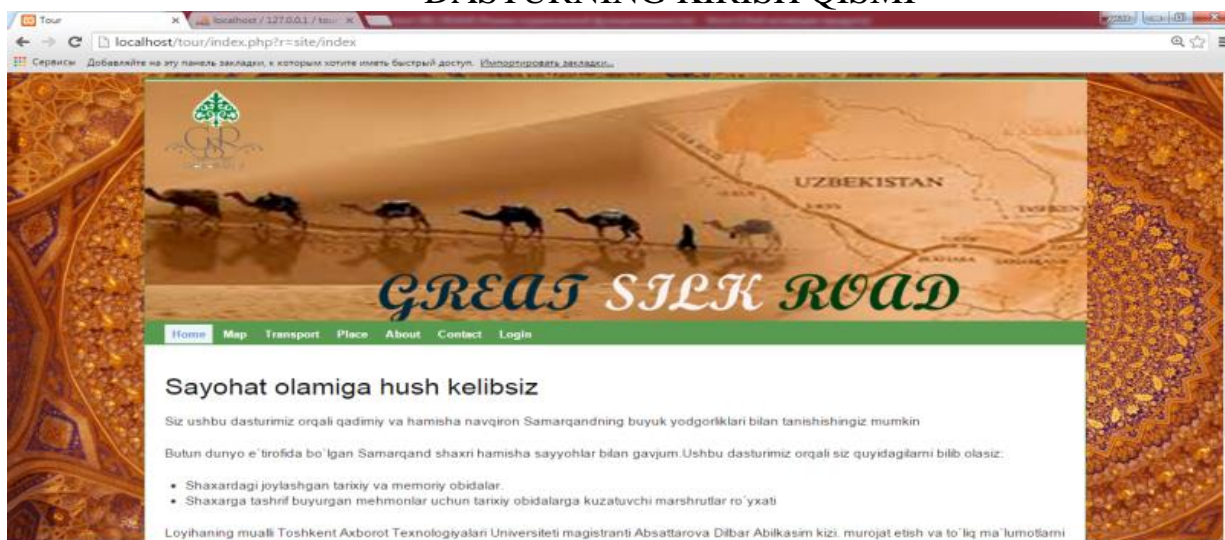 DASTURNING KIRISH QISMI
Tour
localhost / 127.0.0.1 / tour
localhost/tour/index.php?r=site/index
Сервисы Добавляйте на эту панель закладки, к которым хотите иметь быстрый доступ. Импортировать закладки...
UZBEKISTAN
GREAT SILK ROAD
Home Map Transport Place About Contact Login
Sayohat olamiga hush kelibsiz
Siz ushbu dasturimiz orqali qadimiy va hamisha navqiron Samarqandning buyuk yodgorliklari bilan tanishishingiz mumkin
Butun dunyo e`tirofida bo`lgan Samarqand shaxri hamisha sayyohlar bilan gavjum.Ushbu dasturimiz orqali siz quyidagilarni bilib olasiz:
• Shaxardagi joylashgan tarixiy va memoriy obidalar.
• Shaxarga tashrif buyurgan mehmonlar uchun tarixiy obidalarga kuzatuvchi marshrutlar ro`yxati
Loyihaning mualli Toshkent Axborot Texnologiyalari Universiteti magistranti Absattarova Dilbar Abilkasim kizi. murojat etish va to`liq ma`lumotlarni